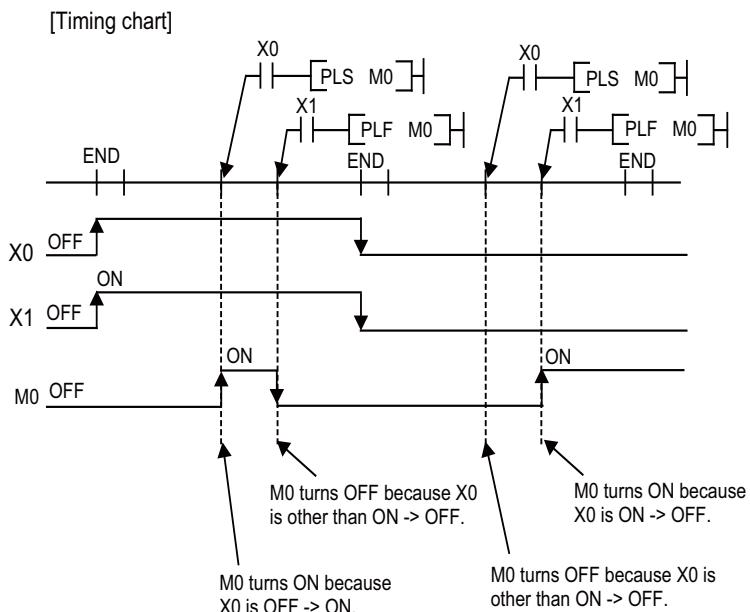 [Timing chart]
X0 X0
PLS M0 PLS M0
X1 X1
PLF M0 PLF M0
END END END
X0 OFF
ON
X1 OFF
ON ON
M0 OFF
M0 turns OFF because X0
is other than ON -> OFF.
M0 turns ON because
X0 is ON -> OFF.
M0 turns ON because
X0 is OFF -> ON.
M0 turns OFF because X0 is
other than ON -> OFF.